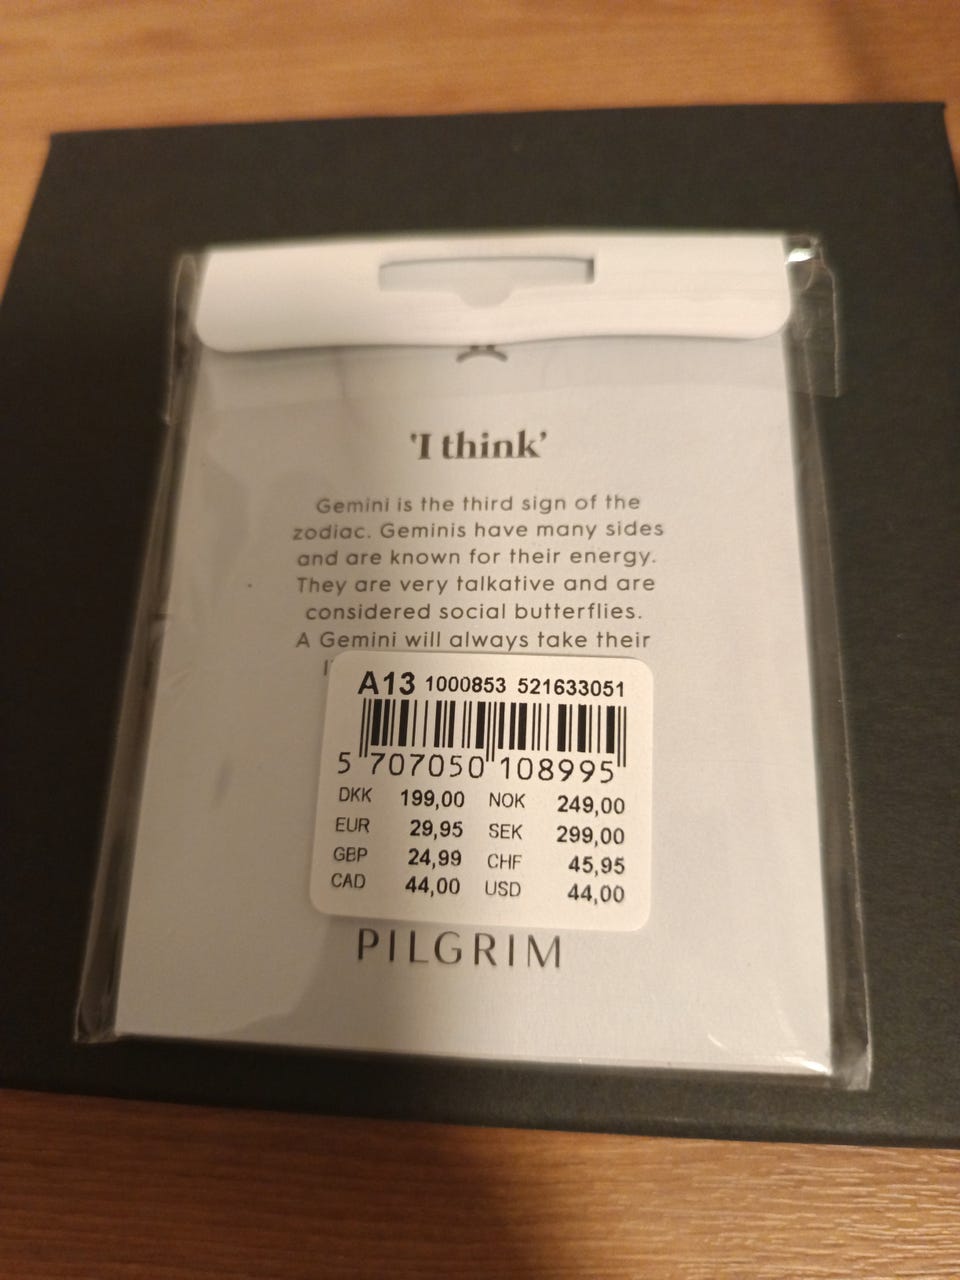 'I think'
Gemini is the third sign of the
zodiac. Geminis have many sides
and are known for their energy.
They are very talkative and are
considered social butterflies.
A Gemini will always take their
A13 1000853 521633051
5 707050 108995
DKK 199,00 NOK 249,00
EUR 29,95 SEK 299,00
GBP 24,99 CHF 45,95
CAD 44,00 USD 44,00
PILGRIM